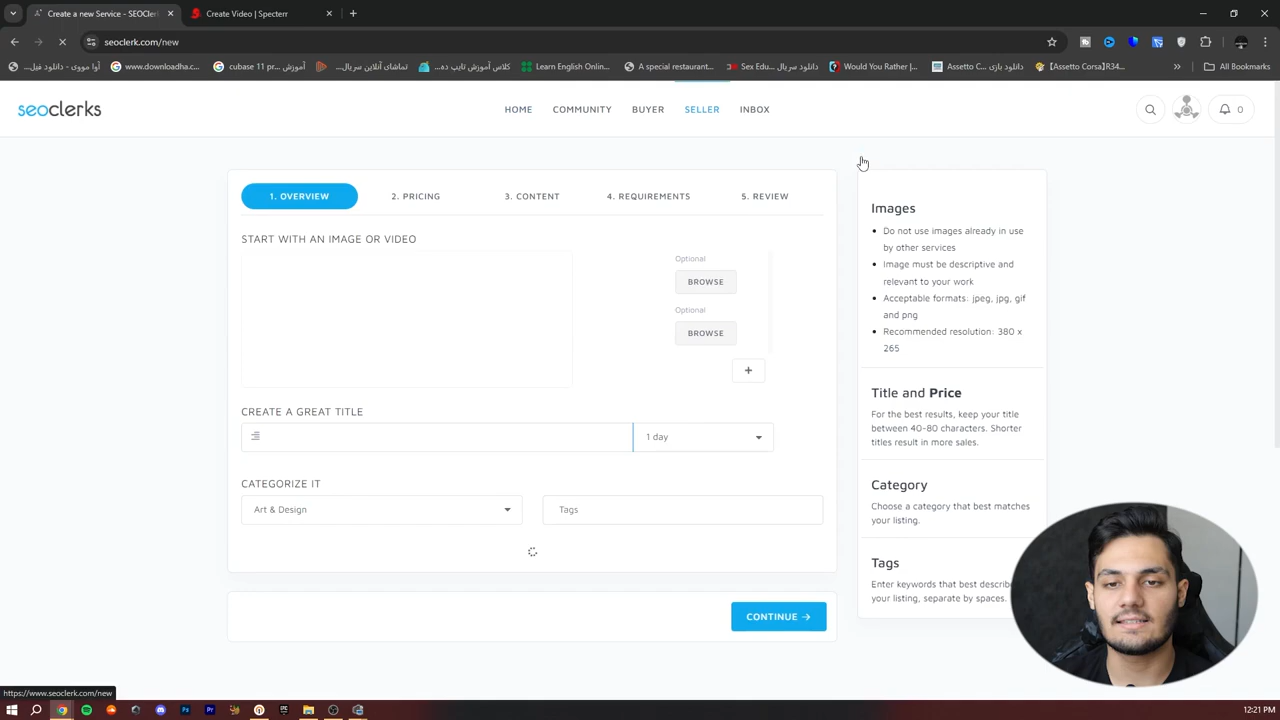 Create a new Service - SEOCler
Create Video | Specterr
seoclerk.com/new
آوا مووی - دانلود فیل...
www.downloadha.com...
آموزش cubase 11 pr...
تماشای آنلاین سریال...
کلاس آموزش تایپ ده...
Learn English Onlin...
A special restaurant...
دانلود سریال Sex Edu...
Would You Rather |...
دانلود بازی Assetto C...
(Assetto Corsa)R34...
All Bookmarks
seoclerks
HOME
COMMUNITY
BUYER
SELLER
INBOX
0
1. OVERVIEW
2. PRICING
3. CONTENT
4. REQUIREMENTS
5. REVIEW
START WITH AN IMAGE OR VIDEO
Optional
BROWSE
Optional
BROWSE
+
CREATE A GREAT TITLE
1 day
CATEGORIZE IT
Art & Design
Tags
CONTINUE →
Images
Do not use images already in use
by other services
Image must be descriptive and
relevant to your work
Acceptable formats: jpeg, jpg, gif
and png
Recommended resolution: 380 x
265
Title and Price
For the best results, keep your title
between 40-80 characters. Shorter
titles result in more sales.
Category
Choose a category that best matches
your listing.
Tags
Enter keywords that best describe
your listing, separate by spaces.
https://www.seoclerk.com/new
12:21 PM